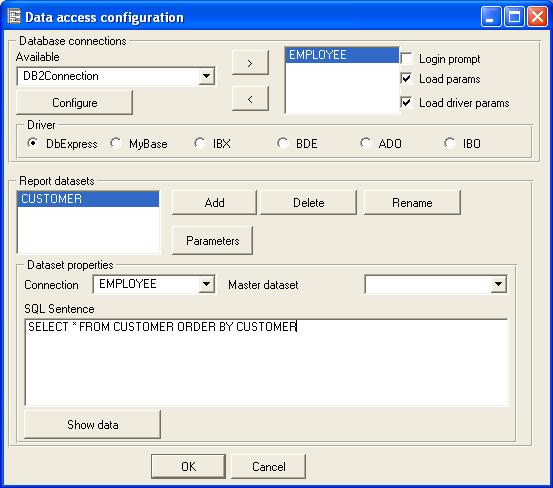 Data access configuration
Database connections
Available
DB2Connection
>
EMPLOYEE
Login prompt
Load params
Configure
<
Load driver params
Driver
DbExpress MyBase IBX BDE ADO IBO
Report datasets
CUSTOMER
Add Delete Rename
Parameters
Dataset properties
Connection EMPLOYEE Master dataset
SQL Sentence
SELECT * FROM CUSTOMER ORDER BY CUSTOMER
Show data
OK Cancel